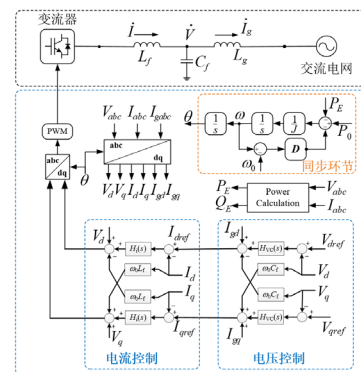 变流器
İ
L_f
V̇
C_f
İ_g
L_g
交流电网
PWM
abc
dq
θ
V_abc I_abc I_gabc
abc
dq
V_d V_q I_d I_q I_gd I_gq
θ
1/s
ω
1/s
1/J
P_E
P_0
ω_0
D
同步环节
P_E
Q_E
Power
Calculation
V_abc
I_abc
V_d
H_i(s)
I_dref
I_gd
H_VC(s)
V_dref
ω_0L_f
I_d
ω_0C_f
V_d
ω_0L_f
I_q
ω_0C_f
V_q
H_i(s)
I_qref
H_VC(s)
V_q
I_gq
V_qref
电流控制
电压控制